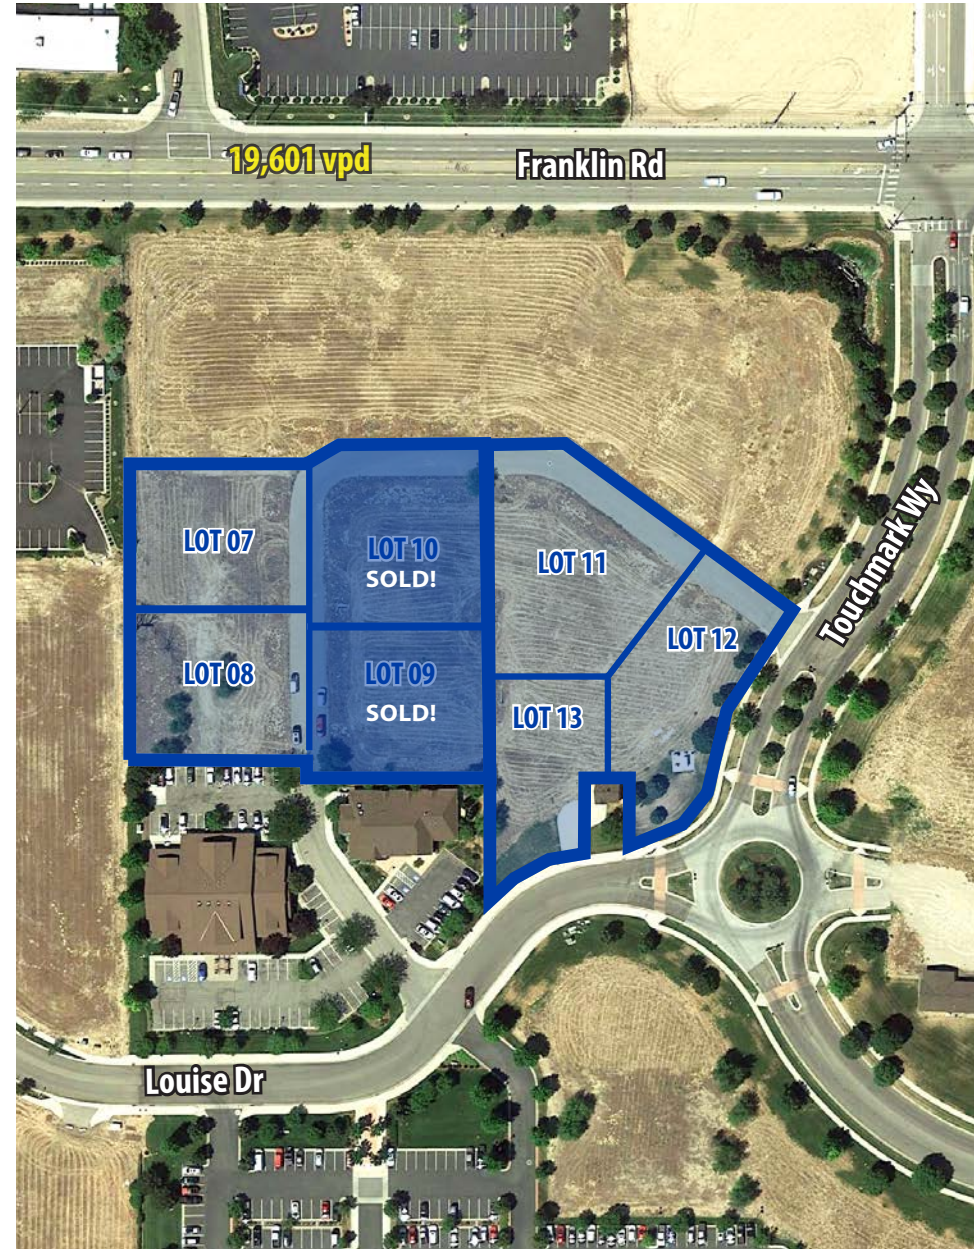 19,601 vpd
Franklin Rd
Touchmark Wy
LOT 07
LOT 10
SOLD!
LOT 11
LOT 12
LOT 08
LOT 09
SOLD!
LOT 13
Louise Dr